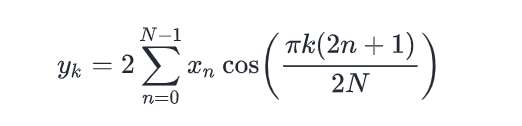 y_k = 2 \sum_{n=0}^{N-1} x_n \cos\left( \frac{\pi k(2n+1)}{2N} \right)